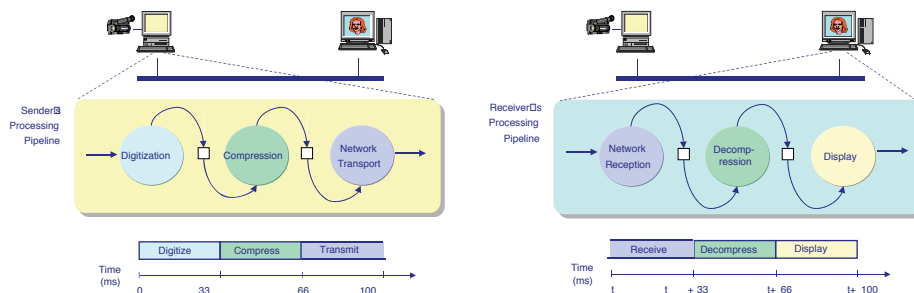 Sender□s
Processing
Pipeline
Digitization
Compression
Network
Transport
Digitize
Compress
Transmit
Time
(ms)
0
33
66
100
Receiver□s
Processing
Pipeline
Network
Reception
Decomp-
ression
Display
Receive
Decompress
Display
Time
(ms)
t
t + 33
t+ 66
t+ 100